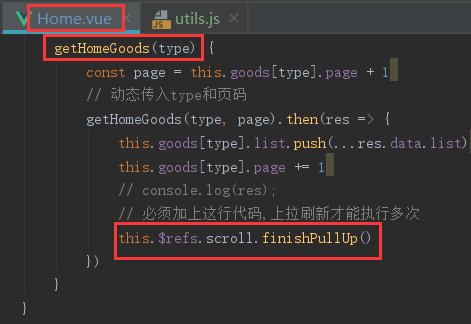 Home.vue × utils.js ×
getHomeGoods(type) {
const page = this.goods[type].page + 1
// 动态传入type和页码
getHomeGoods(type, page).then(res => {
this.goods[type].list.push(...res.data.list)
this.goods[type].page += 1
// console.log(res);
// 必须加上这行代码,上拉刷新才能执行多次
this.$refs.scroll.finishPullUp()
})
}
}